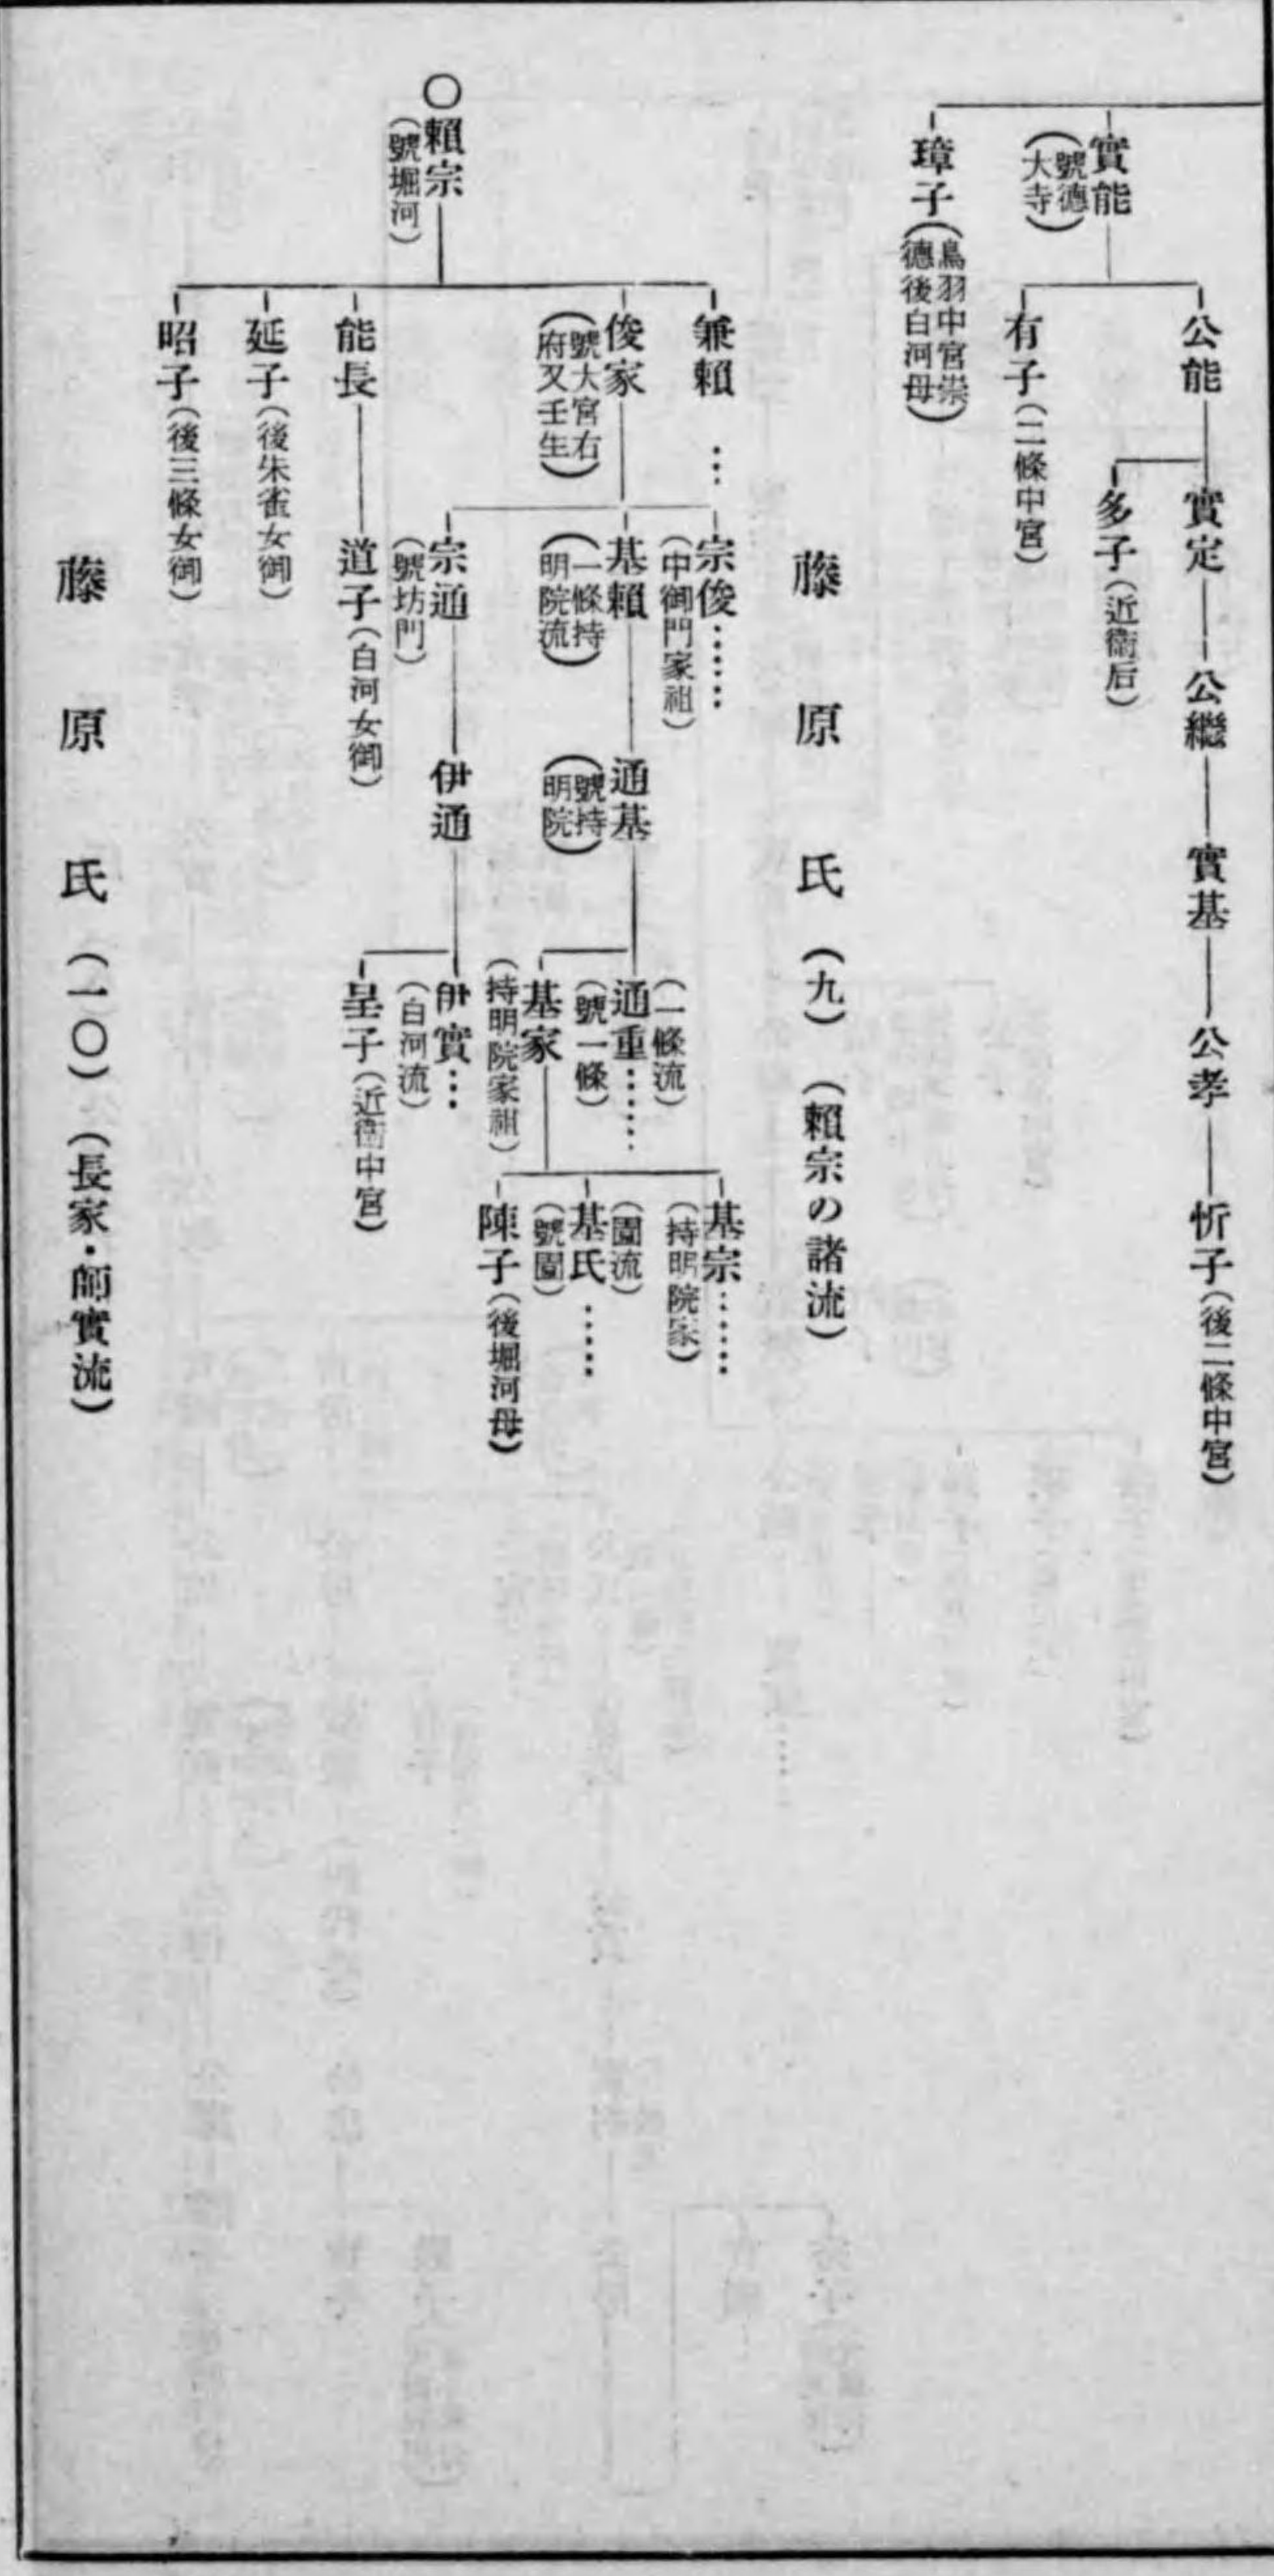 公能
實定
公繼
實基
公孝
忻子(後二條中宮)
多子(近衞后)
實能
(號德大寺)
有子(二條中宮)
璋子(鳥羽中宮崇德後白河母)
藤原氏(九)(賴宗の諸流)
〇賴宗
(號堀河)
兼賴…
俊家
(號大宮右府又壬生)
宗俊……
(中御門家祖)
基賴
(一條持明院流)
通基
(號持明院)
(一條流)
通重……
(號一條)
基家
(持明院家祖)
基宗……
(持明院家)
(園流)
基氏……
(號園)
陳子(後堀河母)
宗通
(號坊門)
伊通
伊實…
(白河流)
呈子(近衞中宮)
能長
道子(白河女御)
延子(後朱雀女御)
昭子(後三條女御)
藤原氏(一〇)(長家・師實流)